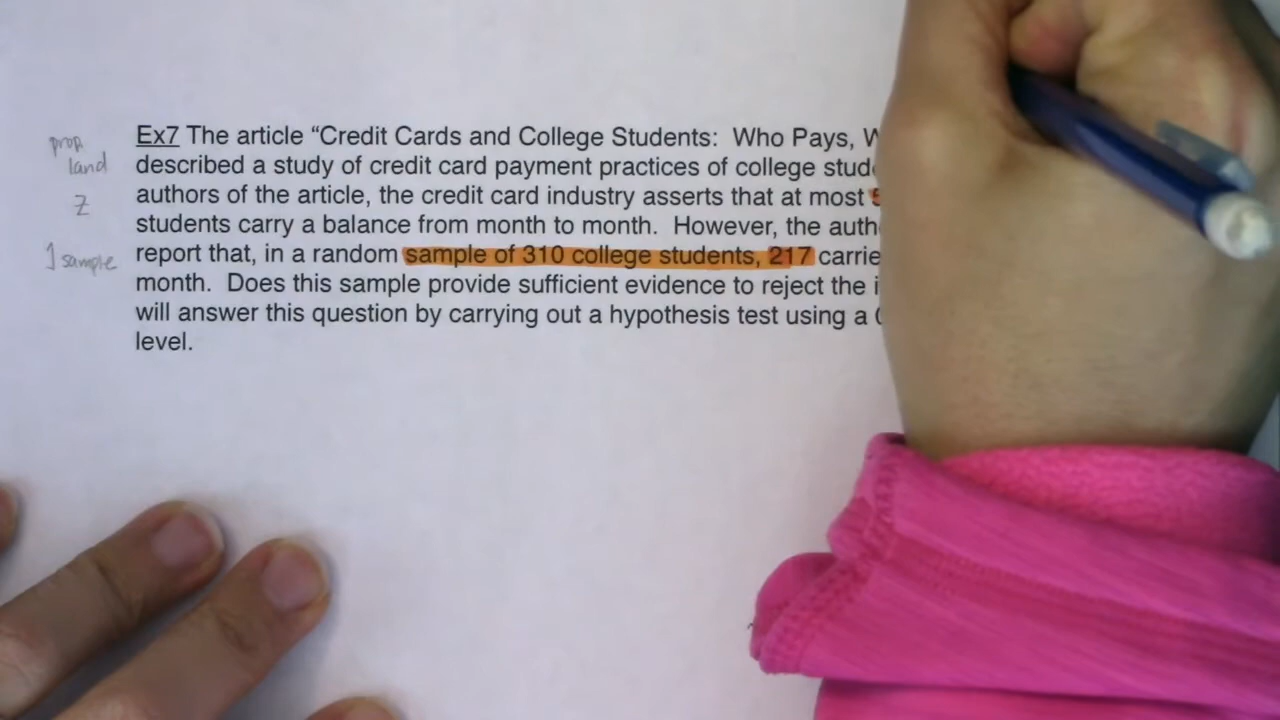 Ex7 The article “Credit Cards and College Students: Who Pays,
described a study of credit card payment practices of college
authors of the article, the credit card industry asserts that at most
students carry a balance from month to month. However, the
report that, in a random sample of 310 college students, 217
month. Does this sample provide sufficient evidence to reject the
will answer this question by carrying out a hypothesis test using a
level.
prop
land
z
1 sample